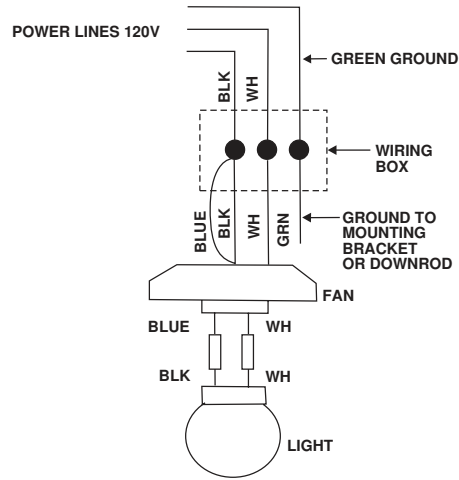 POWER LINES 120V
GREEN GROUND
BLK
WH
WIRING
BOX
BLUE
BLK
WH
GRN
GROUND TO
MOUNTING
BRACKET
OR DOWNROD
FAN
BLUE
WH
BLK
WH
LIGHT